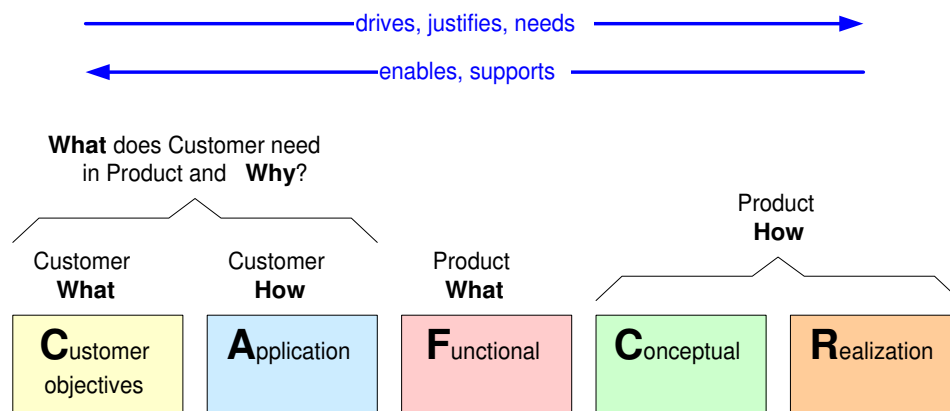 drives, justifies, needs
enables, supports
What does Customer need
in Product and Why?
Product
How
Customer
What
Customer
How
Product
What
Customer
objectives
Application
Functional
Conceptual
Realization